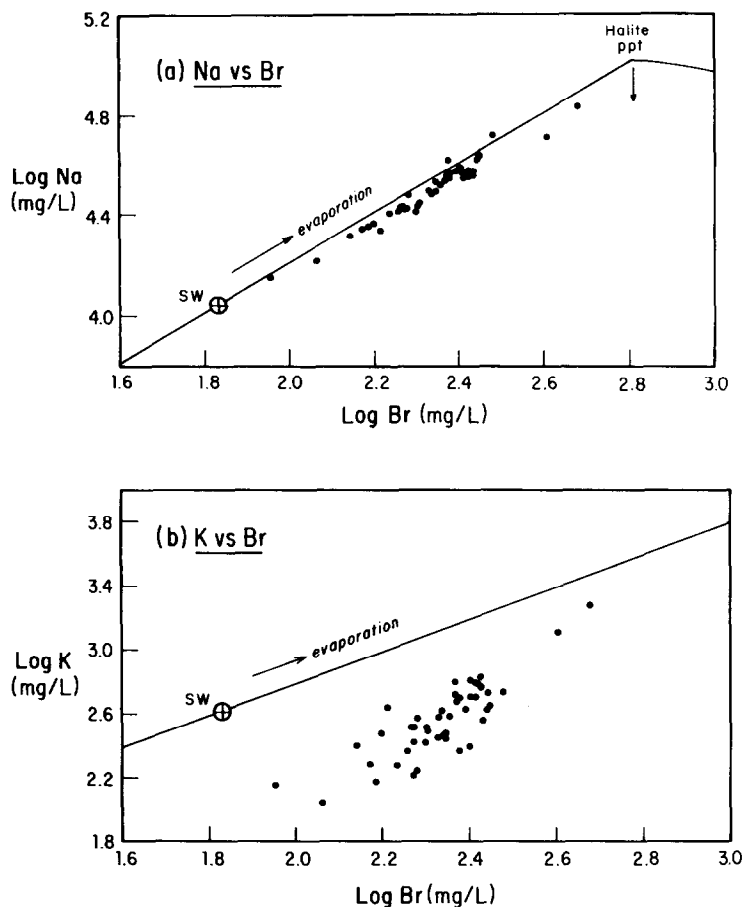 5.2
4.8
4.4
4.0
Log Na
(mg/L)
(a) Na vs Br
Halite
ppt
evaporation
SW
1.6 1.8 2.0 2.2 2.4 2.6 2.8 3.0
Log Br (mg/L)
3.8
3.4
3.0
2.6
2.2
1.8
Log K
(mg/L)
(b) K vs Br
evaporation
SW
1.6 1.8 2.0 2.2 2.4 2.6 2.8 3.0
Log Br (mg/L)